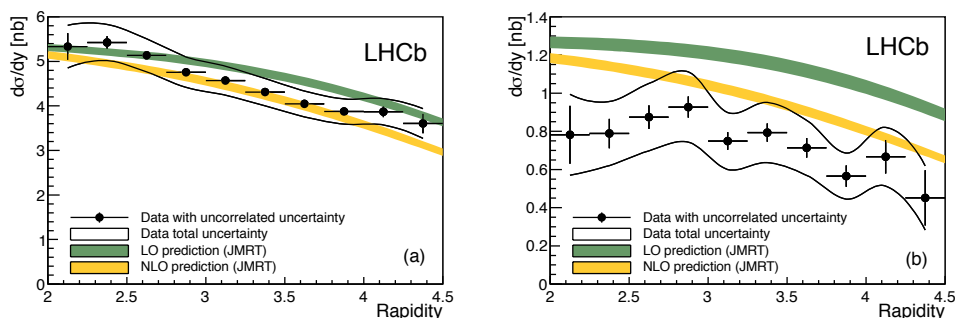 dσ/dy [nb]
6
5
4
3
2
1
0
LHCb
Data with uncorrelated uncertainty
Data total uncertainty
LO prediction (JMRT)
NLO prediction (JMRT)
(a)
2 2.5 3 3.5 4 4.5
Rapidity
dσ/dy [nb]
1.4
1.2
1
0.8
0.6
0.4
0.2
0
LHCb
Data with uncorrelated uncertainty
Data total uncertainty
LO prediction (JMRT)
NLO prediction (JMRT)
(b)
2 2.5 3 3.5 4 4.5
Rapidity